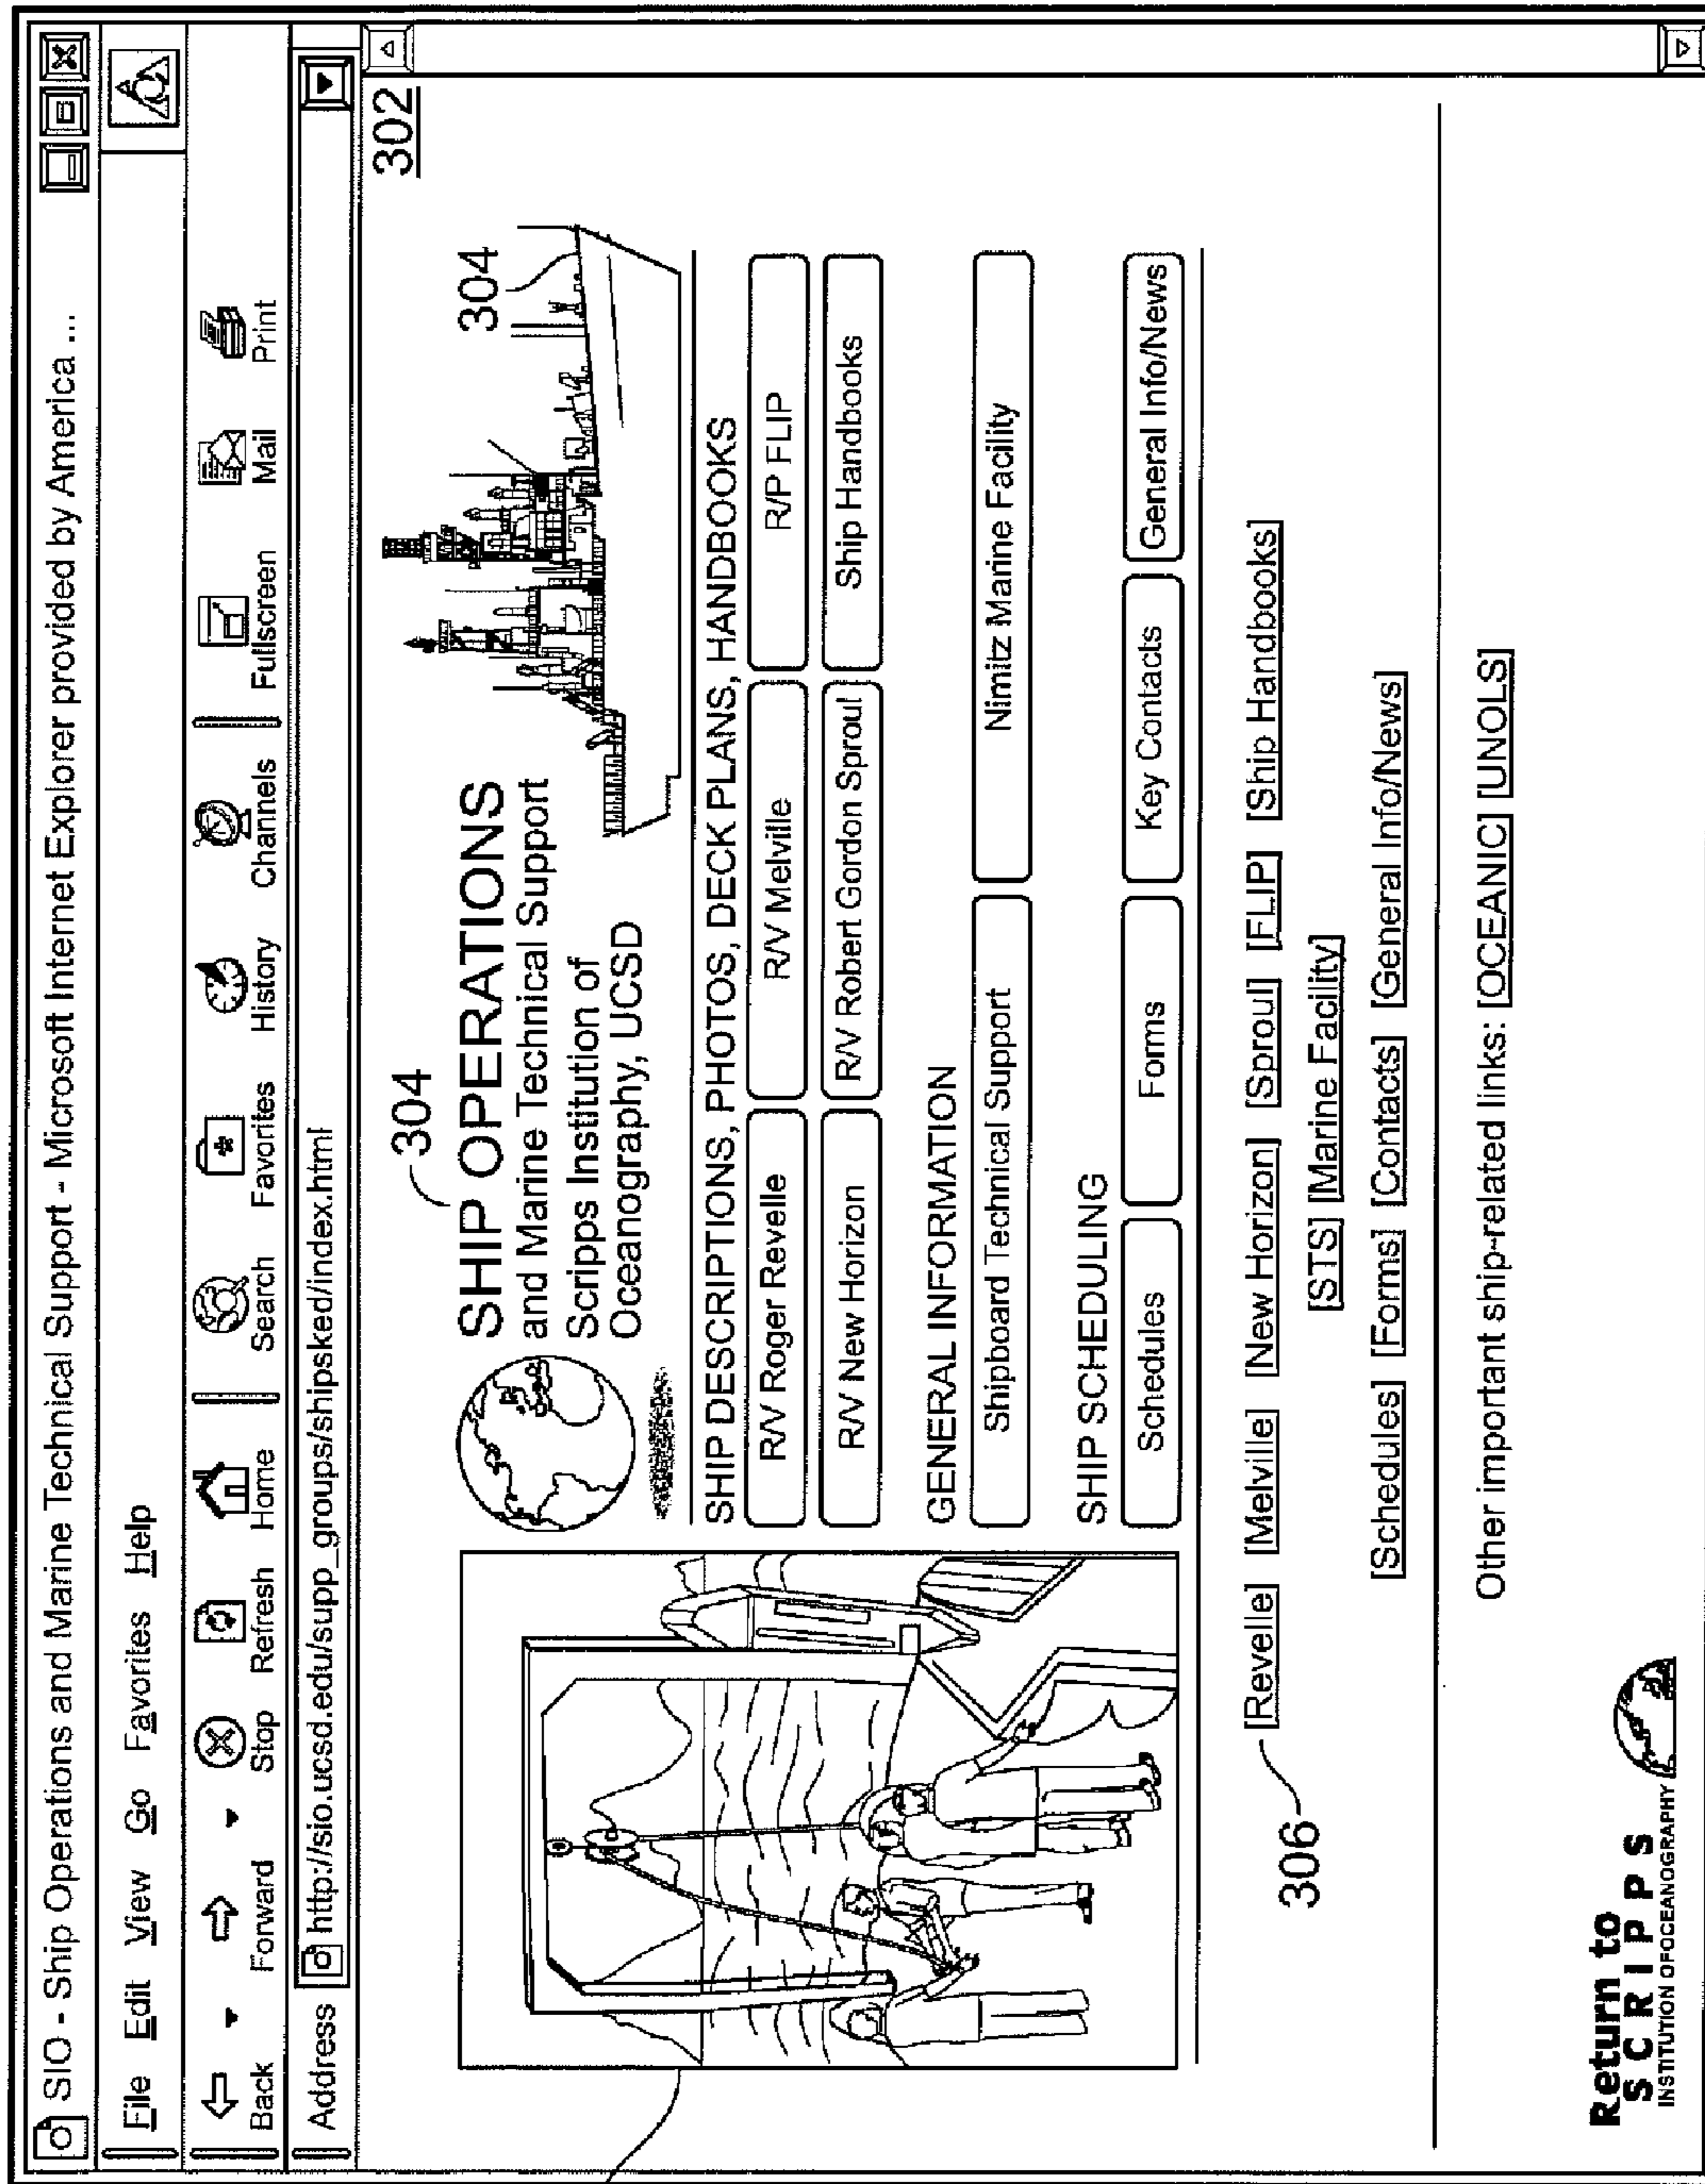 SIO - Ship Operations and Marine Technical Support - Microsoft Internet Explorer provided by America ...
File Edit View Go Favorites Help
Back Forward Stop Refresh Home Search Favorites History Channels Fullscreen Mail Print
Address http://sio.ucsd.edu/supp_groups/shipsked/index.html
302
304
SHIP OPERATIONS
and Marine Technical Support
Scripps Institution of
Oceanography, UCSD
304
SHIP DESCRIPTIONS, PHOTOS, DECK PLANS, HANDBOOKS
R/V Roger Revelle R/V Melville R/P FLIP
R/V New Horizon R/V Robert Gordon Sproul Ship Handbooks
GENERAL INFORMATION
Shipboard Technical Support Nimitz Marine Facility
SHIP SCHEDULING
Schedules Forms Key Contacts General Info/News
306
[Revelle] [Melville] [New Horizon] [Sproul] [FLIP] [Ship Handbooks]
[STS] [Marine Facility]
[Schedules] [Forms] [Contacts] [General Info/News]
Other important ship-related links: [OCEANIC] [UNOLS]
Return to
SCRIPPS
INSTITUTION OF OCEANOGRAPHY